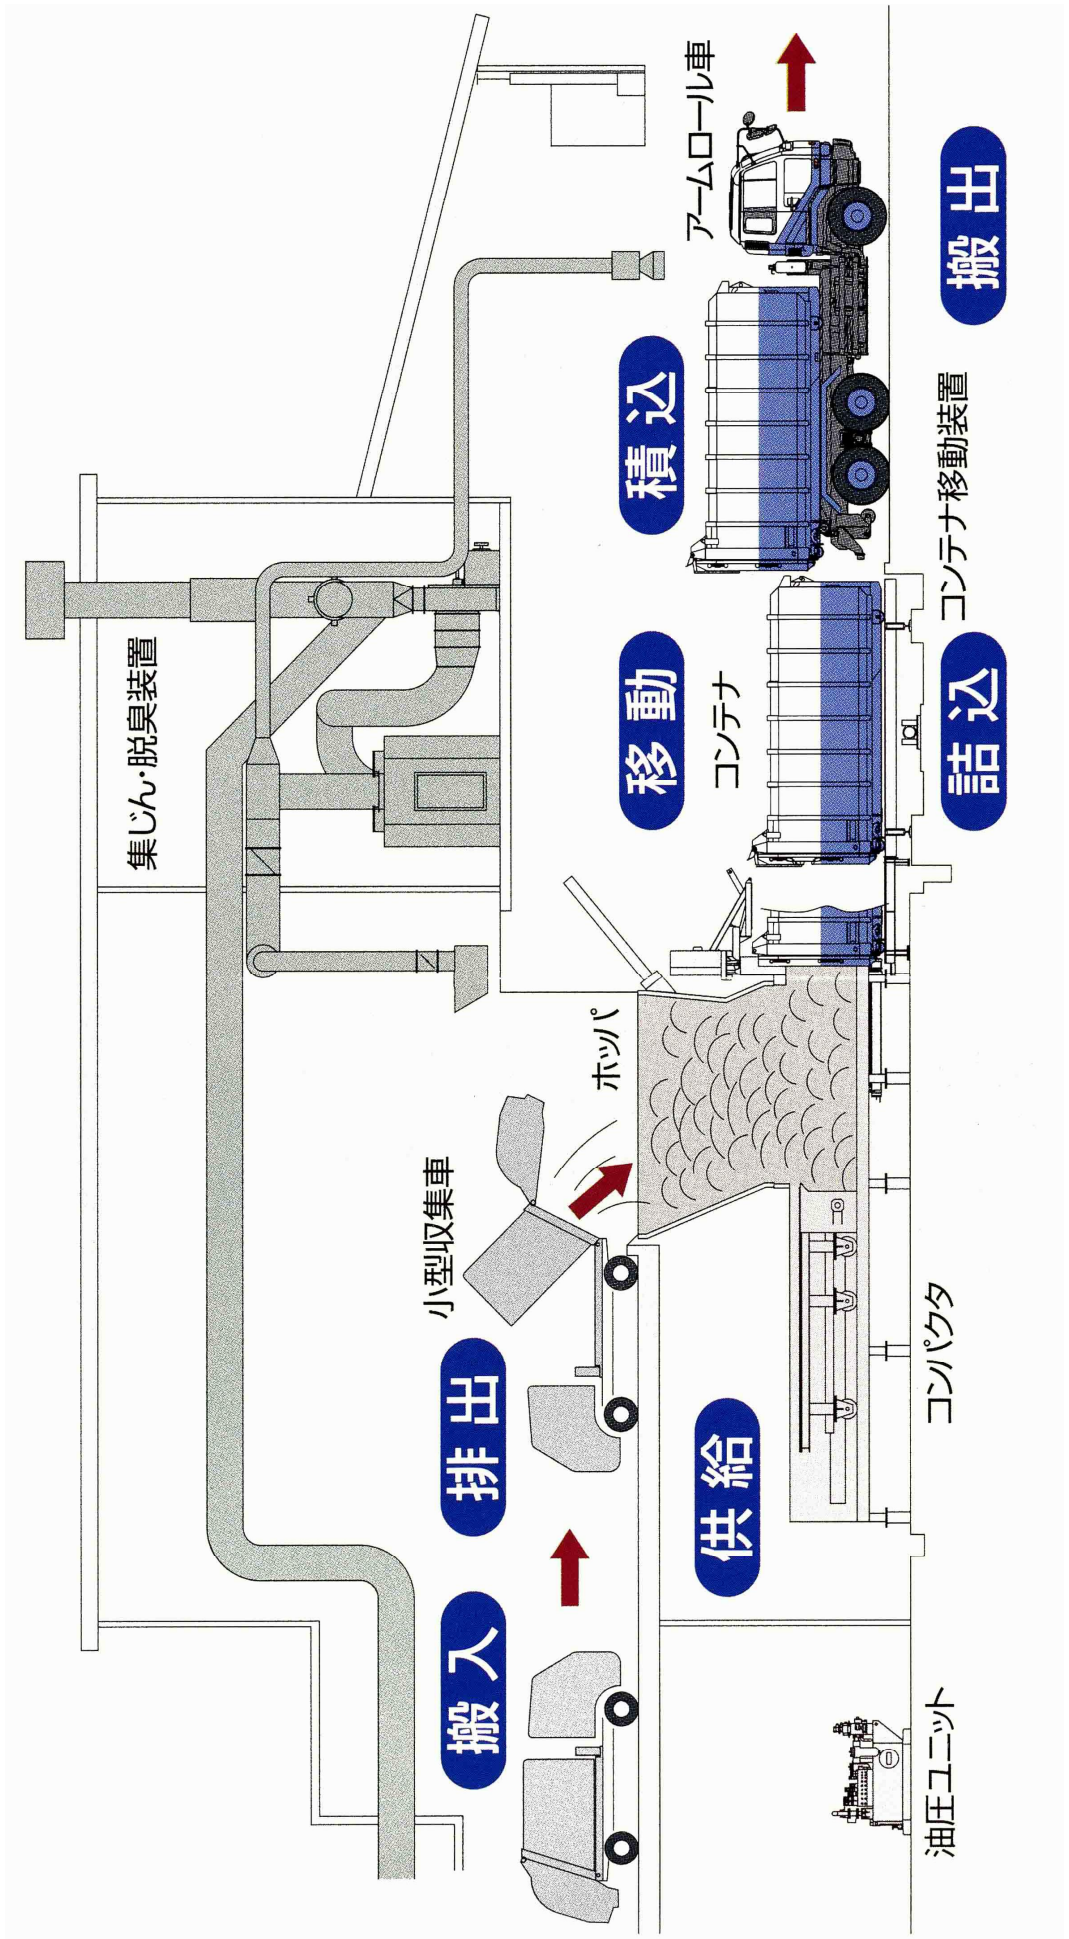 集じん・脱臭装置
小型収集車
搬入
排出
ホッパ
供給
移動
積込
コンテナ
アームロール車
油圧ユニット
コンパクタ
詰込
コンテナ移動装置
搬出